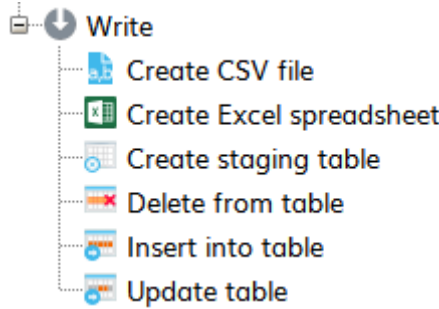 Write
a,b
Create CSV file
Create Excel spreadsheet
Create staging table
Delete from table
Insert into table
Update table